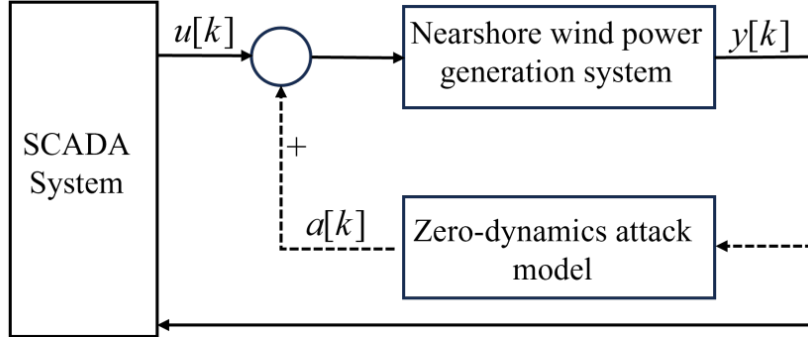 u[k]
Nearshore wind power
generation system
y[k]
SCADA
System
+
a[k]
Zero-dynamics attack
model